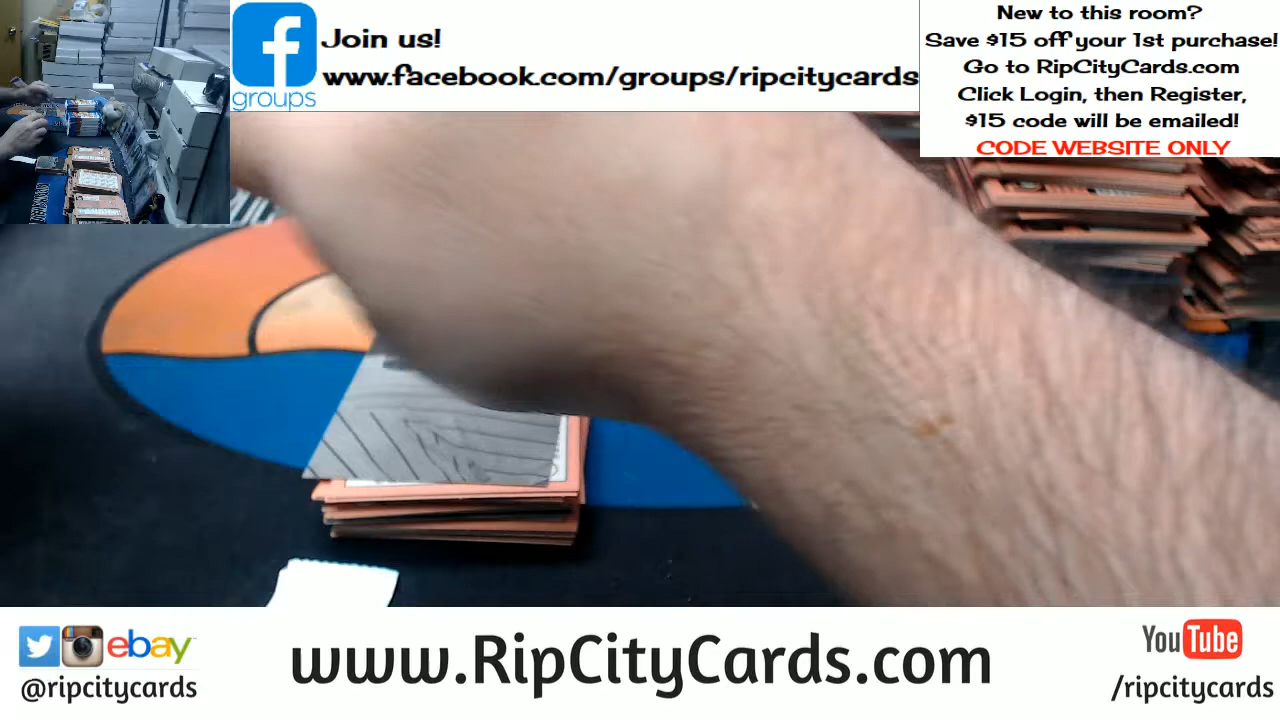 Join us!
www.facebook.com/groups/ripcitycards
groups
New to this room?
Save $15 off your 1st purchase!
Go to RipCityCards.com
Click Login, then Register,
$15 code will be emailed!
CODE WEBSITE ONLY
ebay
@ripcitycards
www.RipCityCards.com
YouTube
/ripcitycards